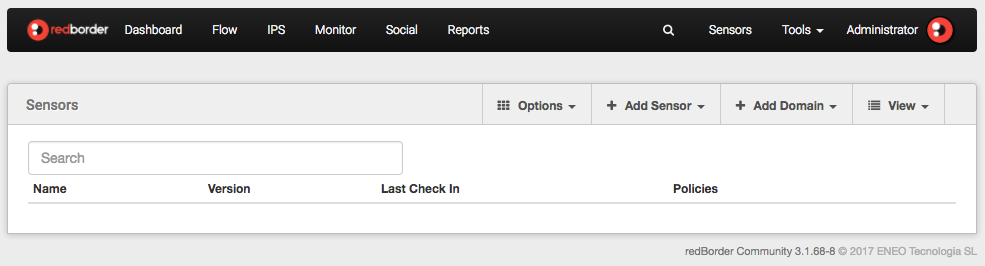 redborder Dashboard Flow IPS Monitor Social Reports Sensors Tools Administrator
Sensors Options Add Sensor Add Domain View
Search
Name Version Last Check In Policies
redBorder Community 3.1.68-8 © 2017 ENEO Tecnologia SL